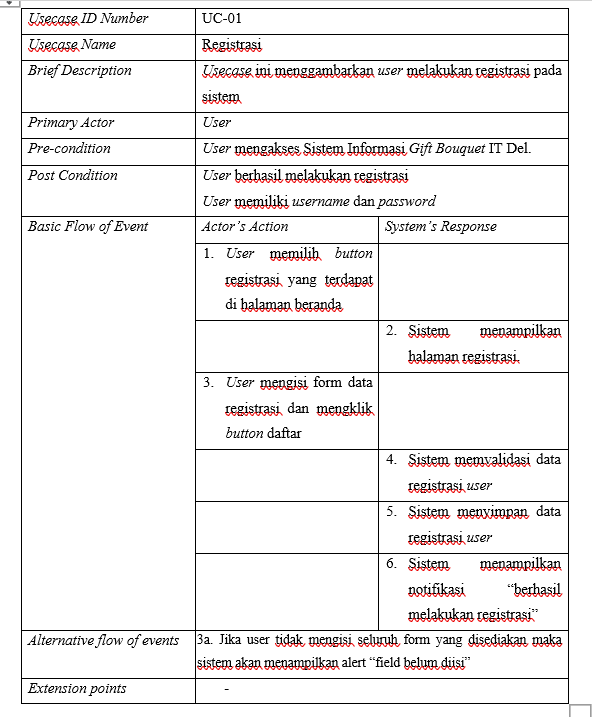 Usecase ID Number UC-01
Usecase Name Registrasi
Brief Description Usecase ini menggambarkan user melakukan registrasi pada
sistem
Primary Actor User
Pre-condition User mengakses Sistem Informasi Gift Bouquet IT Del.
Post Condition User berhasil melakukan registrasi
User memiliki username dan password
Basic Flow of Event Actor's Action System's Response
1. User memilih button
registrasi yang terdapat
di halaman beranda
2. Sistem menampilkan
halaman registrasi.
3. User mengisi form data
registrasi dan mengklik
button daftar
4. Sistem memvalidasi data
registrasi user
5. Sistem menyimpan data
registrasi user
6. Sistem menampilkan
notifikasi “berhasil
melakukan registrasi”
Alternative flow of events 3a. Jika user tidak mengisi seluruh form yang disediakan maka
sistem akan menampilkan alert “field belum diisi”
Extension points -